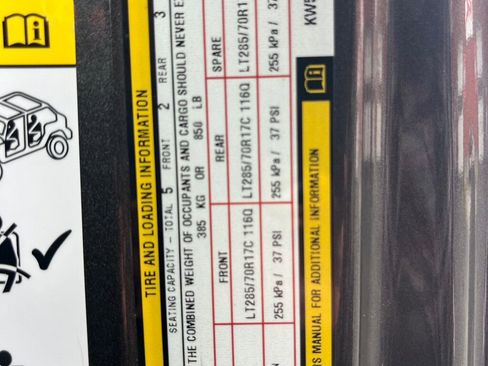 TIRE AND LOADING INFORMATION
SEATING CAPACITY - TOTAL 5 FRONT 2 REAR 3
THE COMBINED WEIGHT OF OCCUPANTS AND CARGO SHOULD NEVER E
385 KG OR 850 LB
FRONT REAR SPARE
LT285/70R17C 116Q LT285/70R17C 116Q LT285/70R1
255 kPa / 37 PSI 255 kPa / 37 PSI 255 kPa / 37
S MANUAL FOR ADDITIONAL INFORMATION